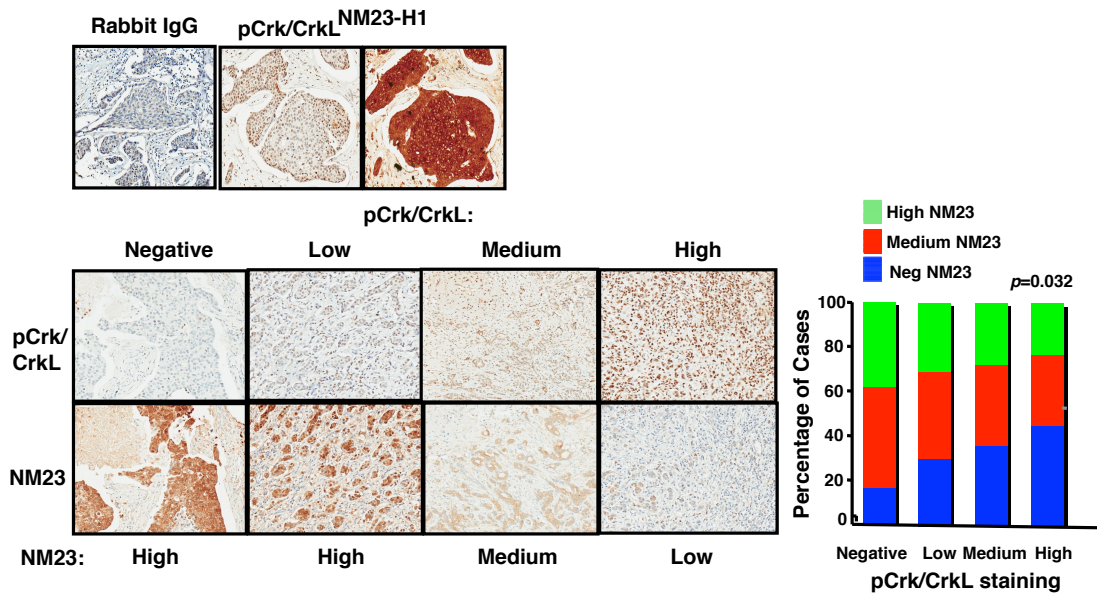 Rabbit IgG
pCrk/CrkL NM23-H1
pCrk/CrkL:
Negative Low Medium High
pCrk/
CrkL
NM23
NM23: High High Medium Low
High NM23
Medium NM23
Neg NM23
p=0.032
Percentage of Cases
100
80
60
40
20
0
Negative Low Medium High
pCrk/CrkL staining